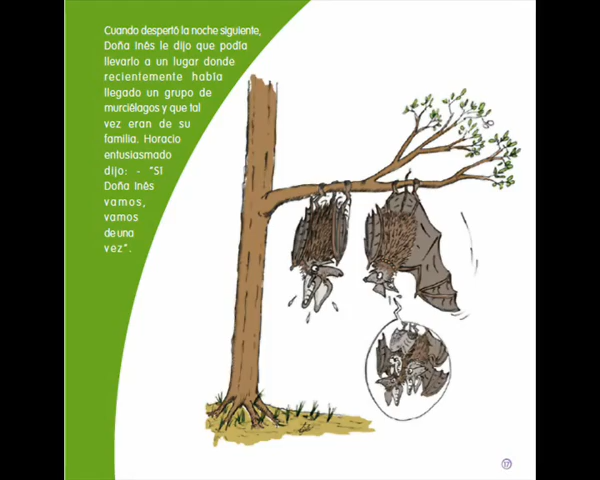 Cuando despertó la noche siguiente,
Doña Inés le dijo que podía
llevarlo a un lugar donde
recientemente había
llegado un grupo de
murciélagos y que tal
vez eran de su
familia. Horacio
entusiasmado
dijo: - "Sí
Doña Inés
vamos,
vamos
de una
vez".
17